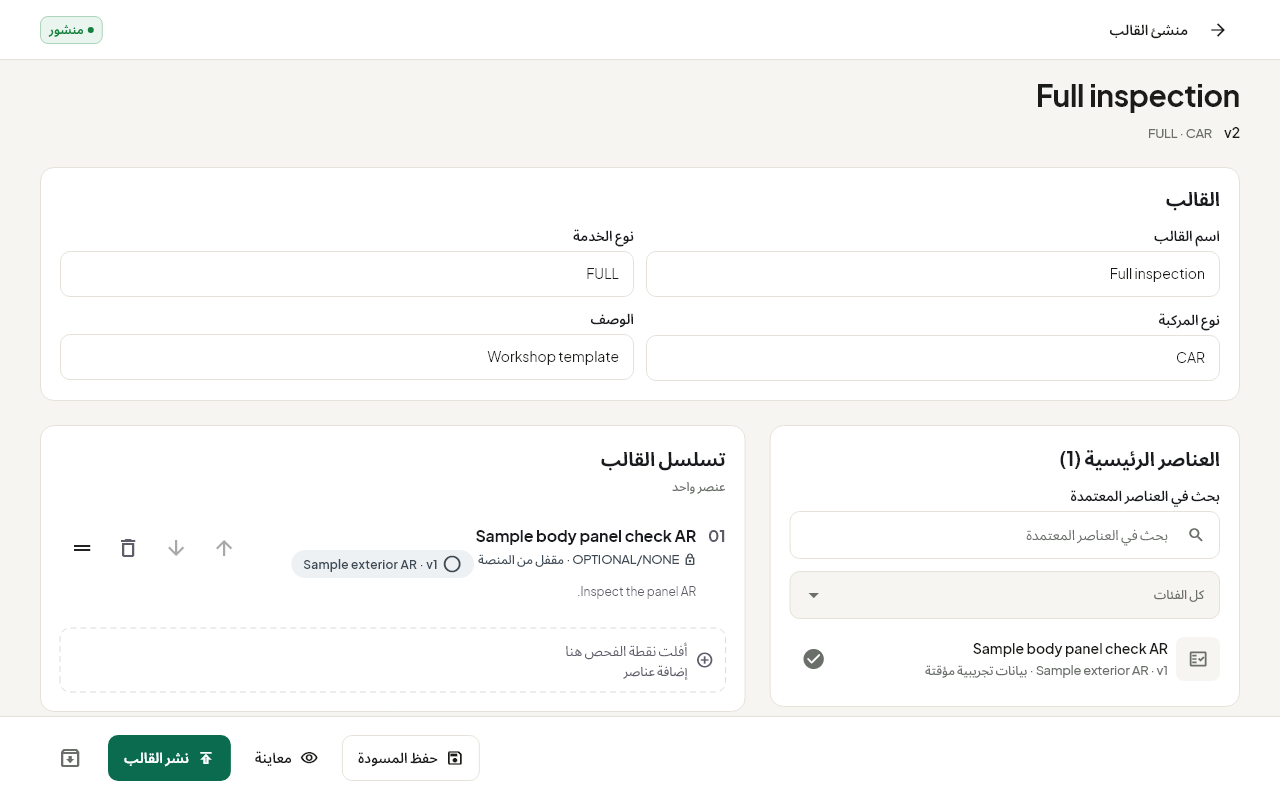 منشئ القالب
منشور
Full inspection
v2 FULL · CAR
القالب
اسم القالب
Full inspection
نوع الخدمة
FULL
نوع المركبة
CAR
الوصف
Workshop template
العناصر الرئيسية (1)
بحث في العناصر المعتمدة
بحث في العناصر المعتمدة
كل الفئات
Sample body panel check AR
Sample exterior AR · v1 · بيانات تجريبية مؤقتة
تسلسل القالب
عنصر واحد
01 Sample body panel check AR
OPTIONAL/NONE · مقفل من المنصة
Sample exterior AR · v1
Inspect the panel AR.
أفلت نقطة الفحص هنا
إضافة عناصر
حفظ المسودة
معاينة
نشر القالب